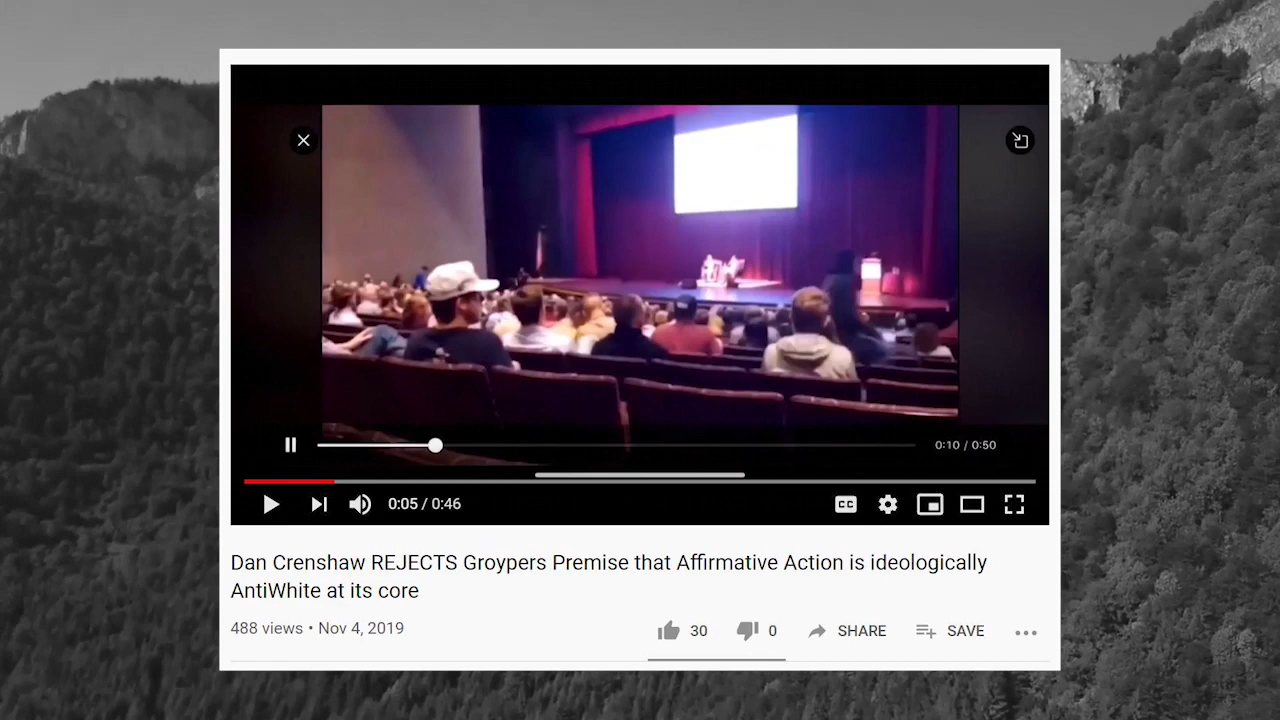 0:10 / 0:50
0:05 / 0:46
CC
Dan Crenshaw REJECTS Groypers Premise that Affirmative Action is ideologically
AntiWhite at its core
488 views • Nov 4, 2019
30
0
SHARE
SAVE